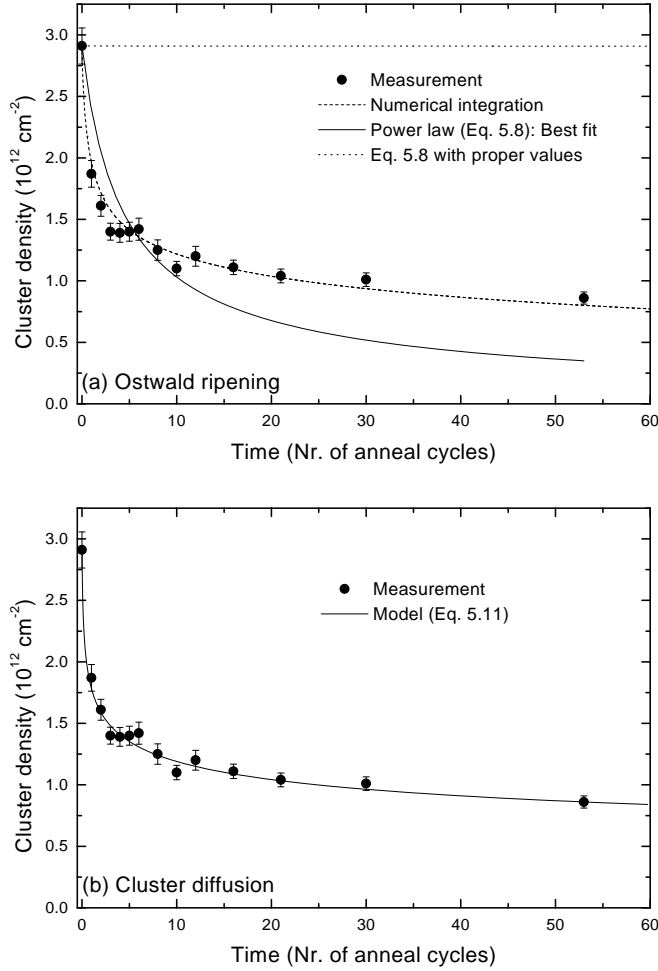 3.0
2.5
2.0
1.5
1.0
0.5
0.0
Cluster density (10¹² cm⁻²)
Measurement
Numerical integration
Power law (Eq. 5.8): Best fit
Eq. 5.8 with proper values
(a) Ostwald ripening
0 10 20 30 40 50 60
Time (Nr. of anneal cycles)
3.0
2.5
2.0
1.5
1.0
0.5
0.0
Cluster density (10¹² cm⁻²)
Measurement
Model (Eq. 5.11)
(b) Cluster diffusion
0 10 20 30 40 50 60
Time (Nr. of anneal cycles)